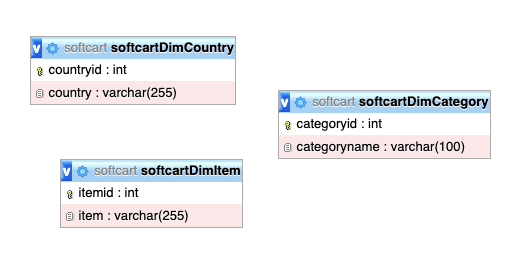 v softcart softcartDimCountry
countryid : int
country : varchar(255)
v softcart softcartDimCategory
categoryid : int
categoryname : varchar(100)
v softcart softcartDimItem
itemid : int
item : varchar(255)